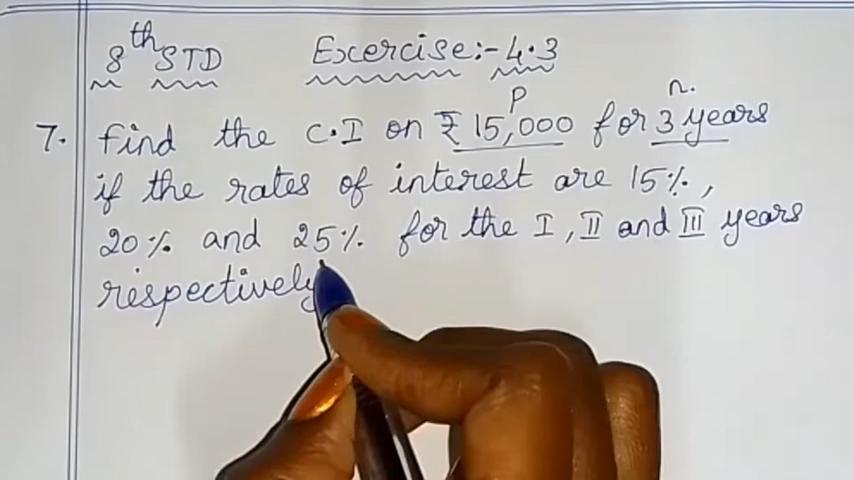 8th STD Exercise:- 4.3
P n.
7. find the C.I on ₹ 15,000 for 3 years
if the rates of interest are 15%,
20% and 25% for the I, II and III years
respectively